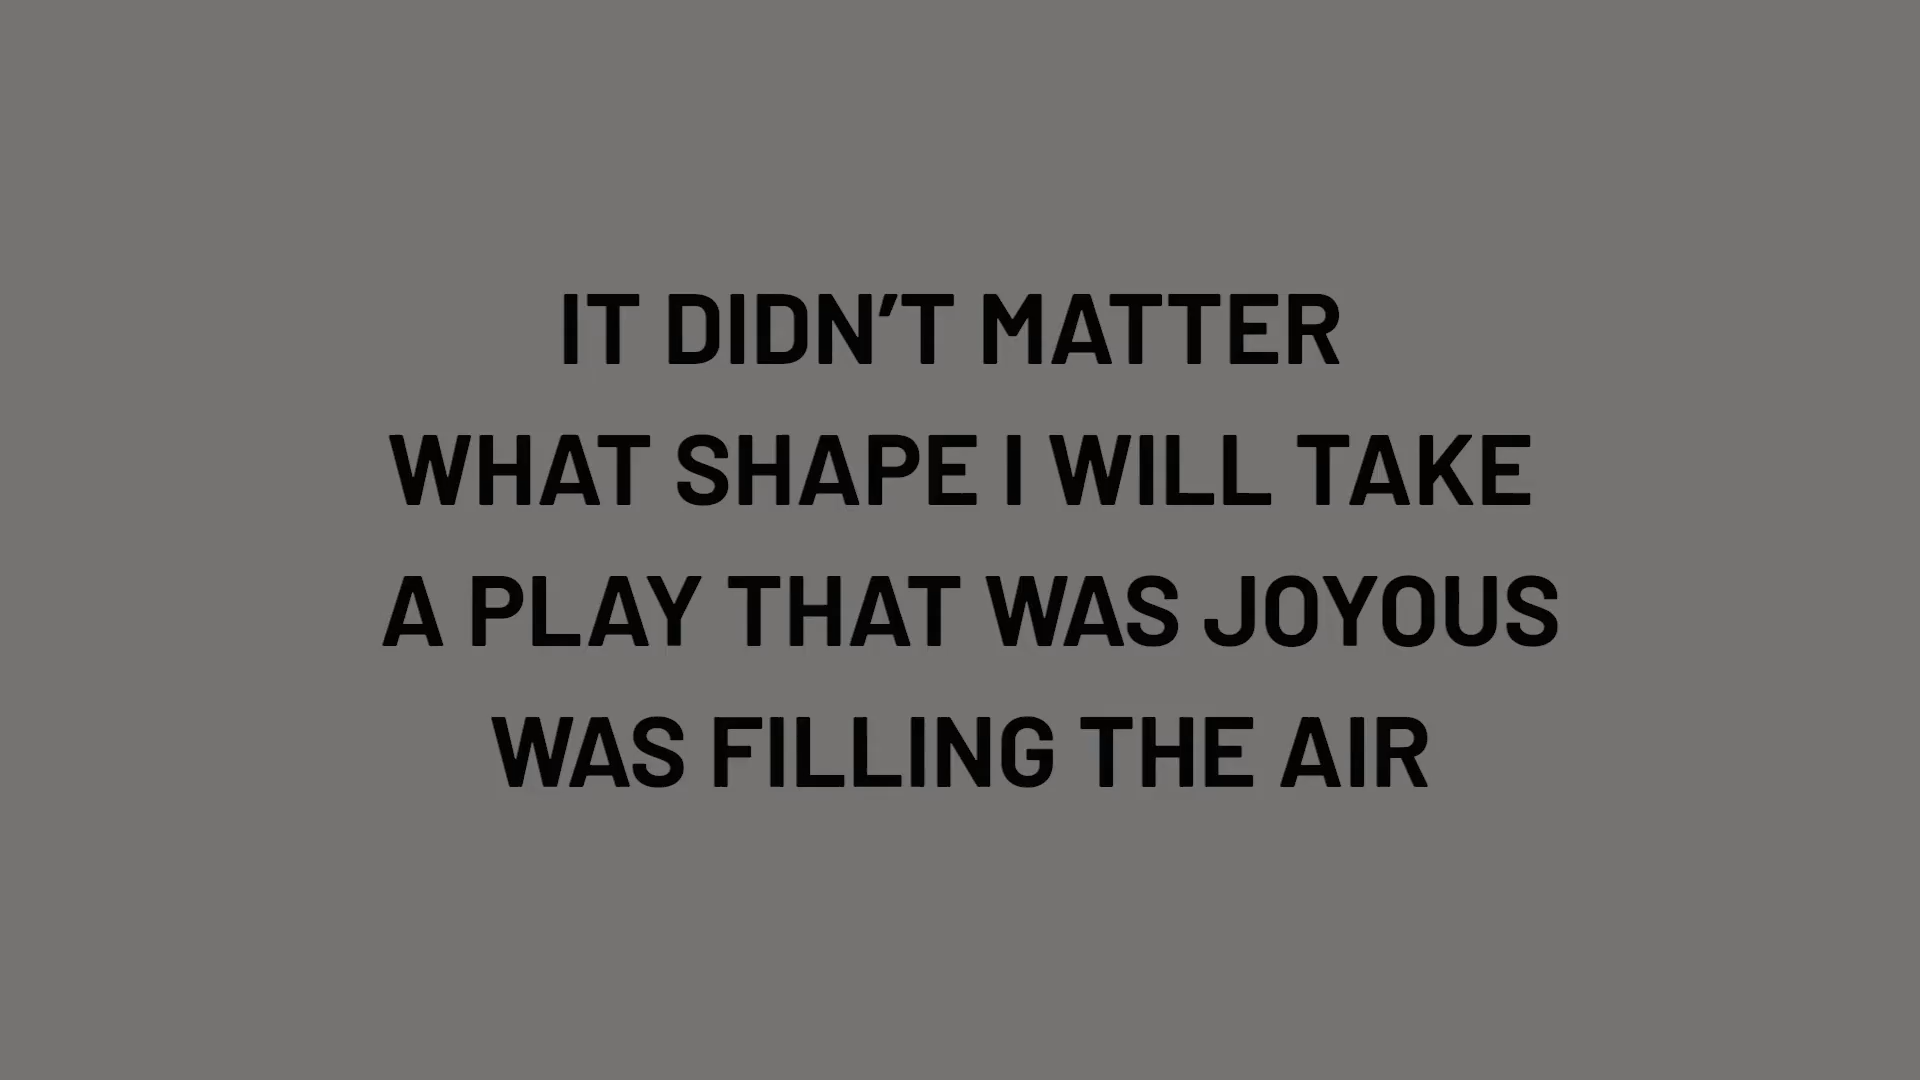 IT DIDN’T MATTER
WHAT SHAPE I WILL TAKE
A PLAY THAT WAS JOYOUS
WAS FILLING THE AIR